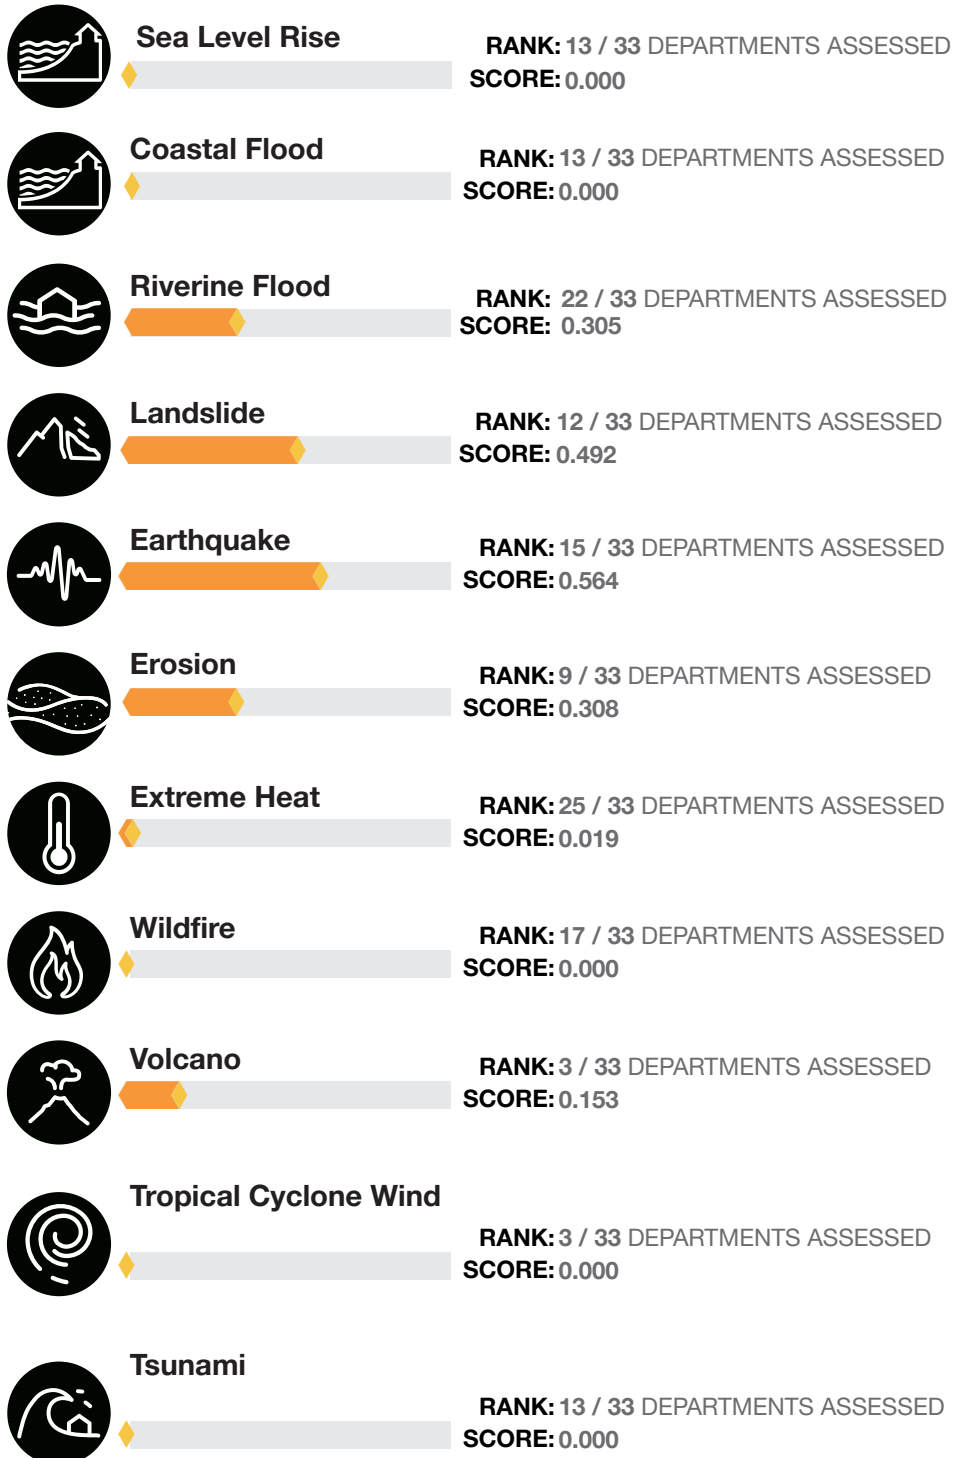 Sea Level Rise
RANK: 13 / 33 DEPARTMENTS ASSESSED
SCORE: 0.000
Coastal Flood
RANK: 13 / 33 DEPARTMENTS ASSESSED
SCORE: 0.000
Riverine Flood
RANK: 22 / 33 DEPARTMENTS ASSESSED
SCORE: 0.305
Landslide
RANK: 12 / 33 DEPARTMENTS ASSESSED
SCORE: 0.492
Earthquake
RANK: 15 / 33 DEPARTMENTS ASSESSED
SCORE: 0.564
Erosion
RANK: 9 / 33 DEPARTMENTS ASSESSED
SCORE: 0.308
Extreme Heat
RANK: 25 / 33 DEPARTMENTS ASSESSED
SCORE: 0.019
Wildfire
RANK: 17 / 33 DEPARTMENTS ASSESSED
SCORE: 0.000
Volcano
RANK: 3 / 33 DEPARTMENTS ASSESSED
SCORE: 0.153
Tropical Cyclone Wind
RANK: 3 / 33 DEPARTMENTS ASSESSED
SCORE: 0.000
Tsunami
RANK: 13 / 33 DEPARTMENTS ASSESSED
SCORE: 0.000